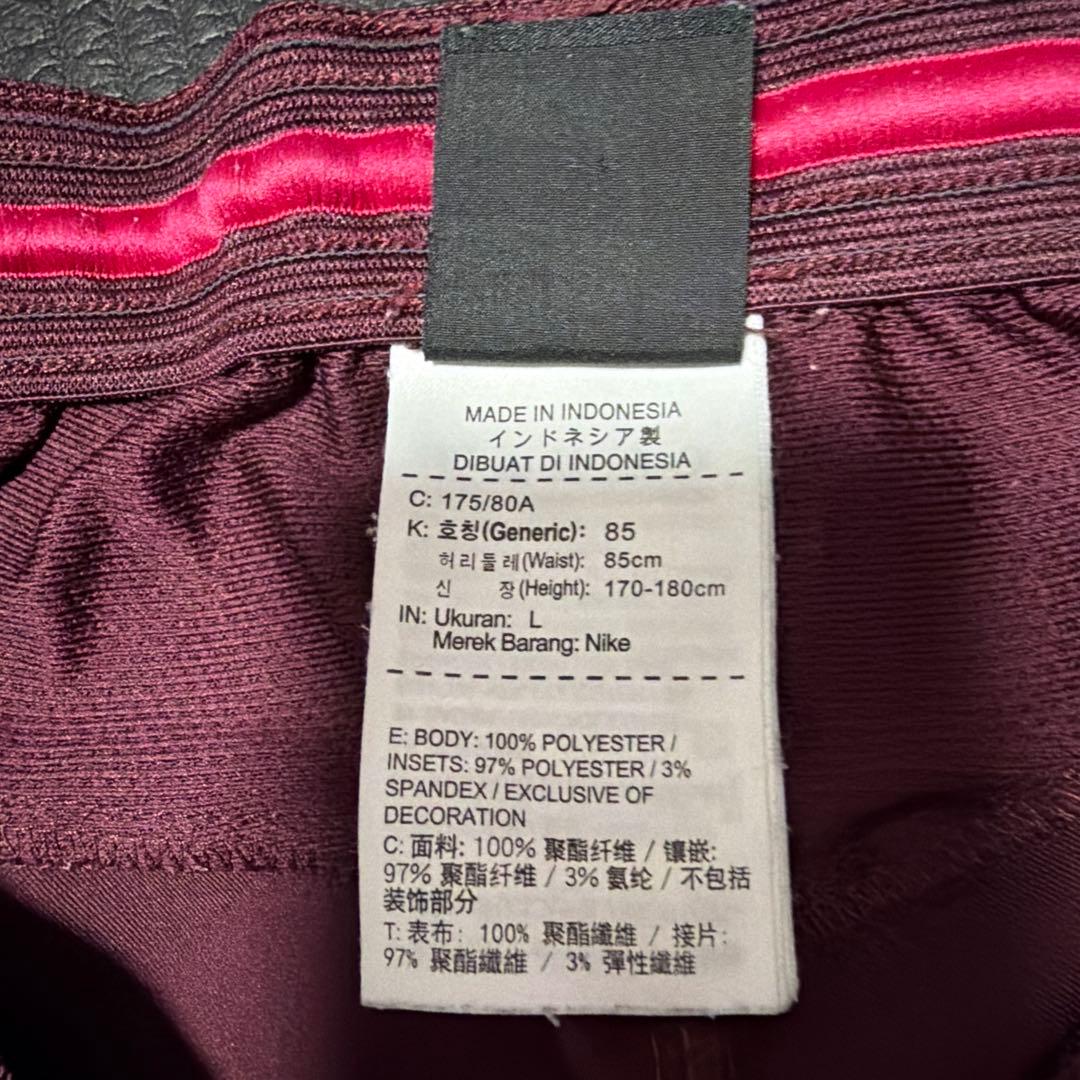 MADE IN INDONESIA
インドネシア製
DIBUAT DI INDONESIA
C: 175/80A
K: 호칭(Generic): 85
허리둘레(Waist): 85cm
신 장(Height): 170-180cm
IN: Ukuran: L
Merek Barang: Nike
E: BODY: 100% POLYESTER /
INSETS: 97% POLYESTER / 3%
SPANDEX / EXCLUSIVE OF
DECORATION
C: 面料: 100% 聚酯纤维 / 镶嵌:
97% 聚酯纤维 / 3% 氨纶 / 不包括
装饰部分
T: 表布: 100% 聚酯纖維 / 接片:
97% 聚酯纖維 / 3% 彈性纖維